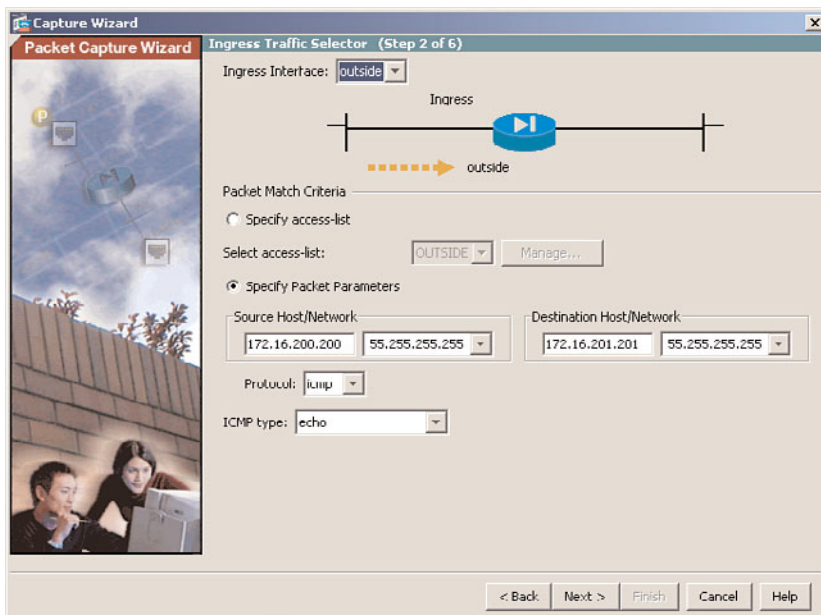 Capture Wizard
Packet Capture Wizard
P
Ingress Traffic Selector (Step 2 of 6)
Ingress Interface: outside
Ingress
outside
Packet Match Criteria
Specify access-list
Select access-list: OUTSIDE Manage...
Specify Packet Parameters
Source Host/Network
172.16.200.200 55.255.255.255
Destination Host/Network
172.16.201.201 55.255.255.255
Protocol: icmp
ICMP type: echo
< Back Next > Finish Cancel Help